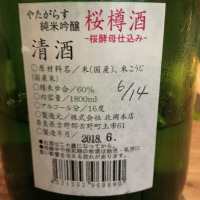 やたがらす
純米吟醸
桜樽酒
-桜酵母仕込み-
清酒
○原材料名／米(国産)、米こうじ
(国産米)
○精米歩合／60%
○内容量／1800ml
○アルコール分／16度
○製造元／株式会社 北岡本店
奈良県吉野郡吉野町上市61
○製造年月／2018.6.
6/14